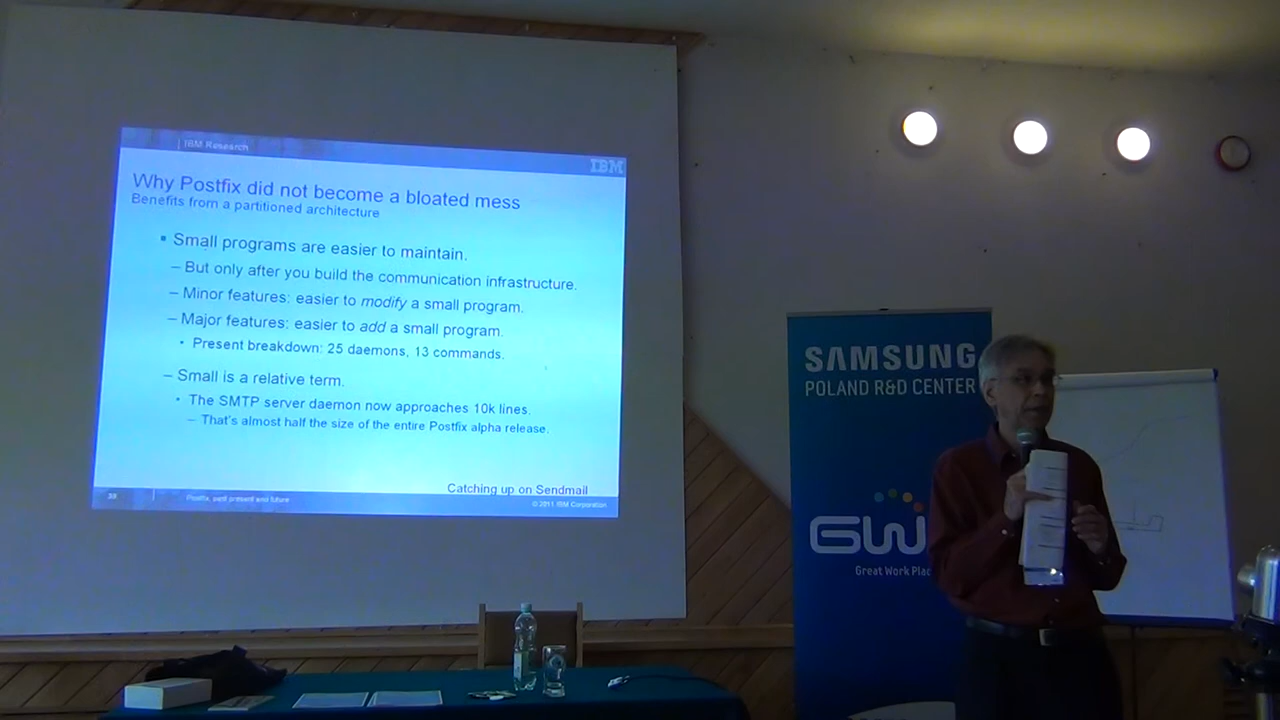 IBM Research
IBM
Why Postfix did not become a bloated mess
Benefits from a partitioned architecture
▪ Small programs are easier to maintain.
– But only after you build the communication infrastructure.
– Minor features: easier to modify a small program.
– Major features: easier to add a small program.
• Present breakdown: 25 daemons, 13 commands.
– Small is a relative term.
• The SMTP server daemon now approaches 10k lines.
– That's almost half the size of the entire Postfix alpha release.
Catching up on Sendmail
Postfix, past present and future
© 2011 IBM Corporation
SAMSUNG
POLAND R&D CENTER
GW
Great Work